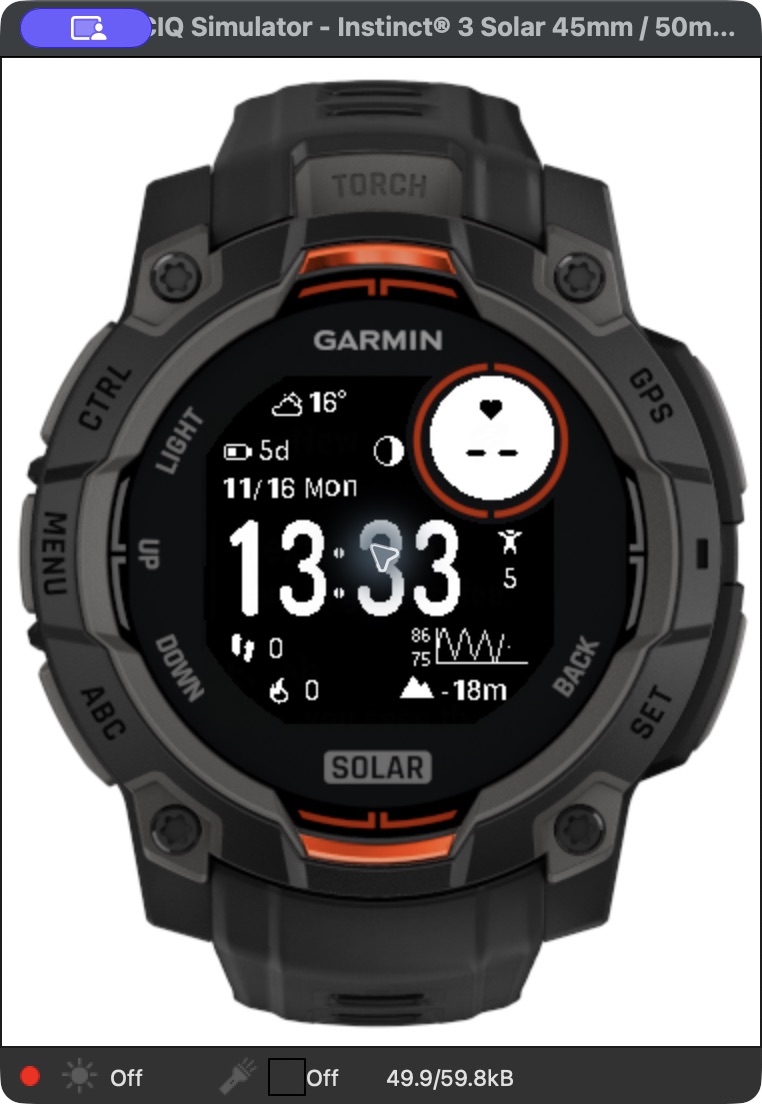 CIQ Simulator - Instinct® 3 Solar 45mm / 50m...
TORCH
GARMIN
CTRL
LIGHT
GPS
16°
5d
--
11/16 Mon
MENU
UP
13:33
5
DOWN
0
86
75
BACK
ABC
0
-18m
SET
SOLAR
Off
Off
49.9/59.8kB